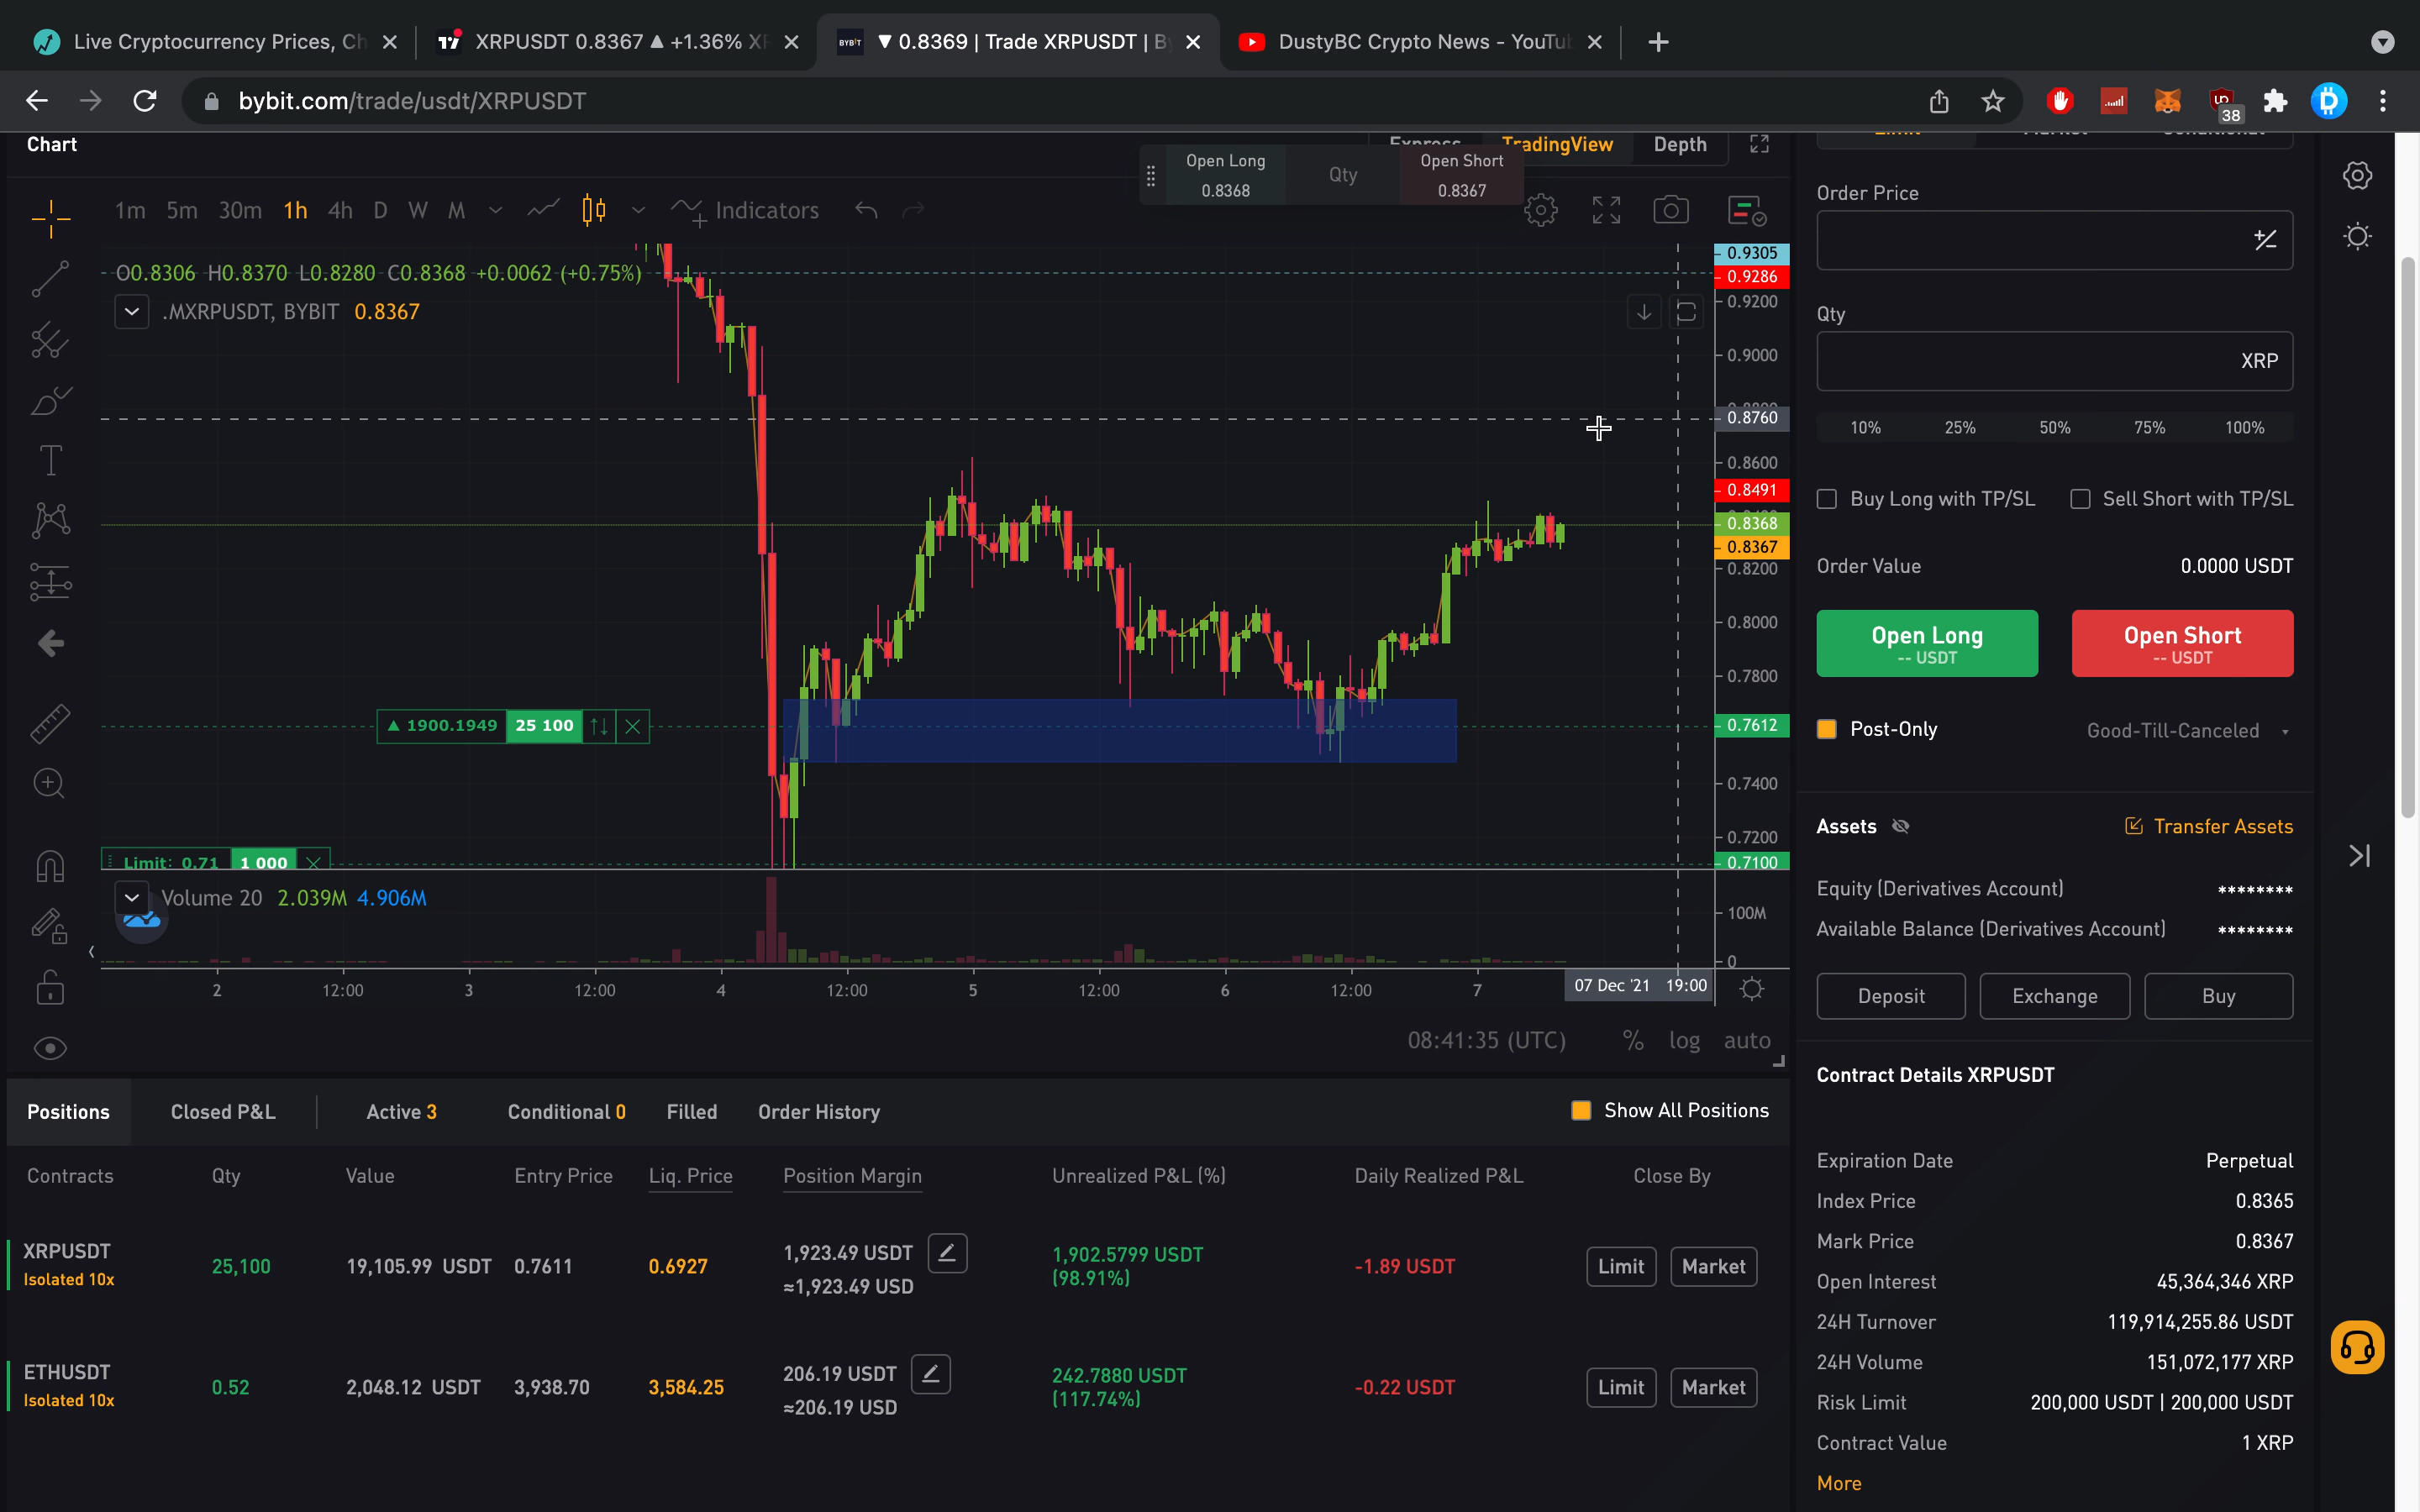 Live Cryptocurrency Prices, Ch
XRPUSDT 0.8367 ▲ +1.36% XR
▼ 0.8369 | Trade XRPUSDT | B
DustyBC Crypto News - YouTu
bybit.com/trade/usdt/XRPUSDT
38
Chart
Express
TradingView
Depth
Limit
Market
Conditional
Open Long
0.8368
Qty
Open Short
0.8367
1m 5m 30m 1h 4h D W M
Indicators
O0.8306 H0.8370 L0.8280 C0.8368 +0.0062 (+0.75%)
.MXRPUSDT, BYBIT 0.8367
0.9305
0.9286
0.9200
0.9000
0.8760
0.8600
0.8491
0.8368
0.8367
0.8200
0.8000
0.7800
0.7612
0.7400
0.7200
0.7100
▲ 1900.1949 25 100
Limit: 0.71 1 000
Volume 20 2.039M 4.906M
100M
0
2 12:00 3 12:00 4 12:00 5 12:00 6 12:00 7
07 Dec '21 19:00
08:41:35 (UTC) % log auto
Order Price
Qty
XRP
10% 25% 50% 75% 100%
Buy Long with TP/SL
Sell Short with TP/SL
Order Value 0.0000 USDT
Open Long
-- USDT
Open Short
-- USDT
Post-Only
Good-Till-Canceled
Assets
Transfer Assets
Equity (Derivatives Account) ********
Available Balance (Derivatives Account) ********
Deposit
Exchange
Buy
Contract Details XRPUSDT
Expiration Date Perpetual
Index Price 0.8365
Mark Price 0.8367
Open Interest 45,364,346 XRP
24H Turnover 119,914,255.86 USDT
24H Volume 151,072,177 XRP
Risk Limit 200,000 USDT | 200,000 USDT
Contract Value 1 XRP
More
Positions
Closed P&L
Active 3
Conditional 0
Filled
Order History
Show All Positions
Contracts Qty Value Entry Price Liq. Price Position Margin Unrealized P&L (%) Daily Realized P&L Close By
XRPUSDT
Isolated 10x
25,100
19,105.99 USDT
0.7611
0.6927
1,923.49 USDT
≈1,923.49 USD
1,902.5799 USDT
(98.91%)
-1.89 USDT
Limit
Market
ETHUSDT
Isolated 10x
0.52
2,048.12 USDT
3,938.70
3,584.25
206.19 USDT
≈206.19 USD
242.7880 USDT
(117.74%)
-0.22 USDT
Limit
Market